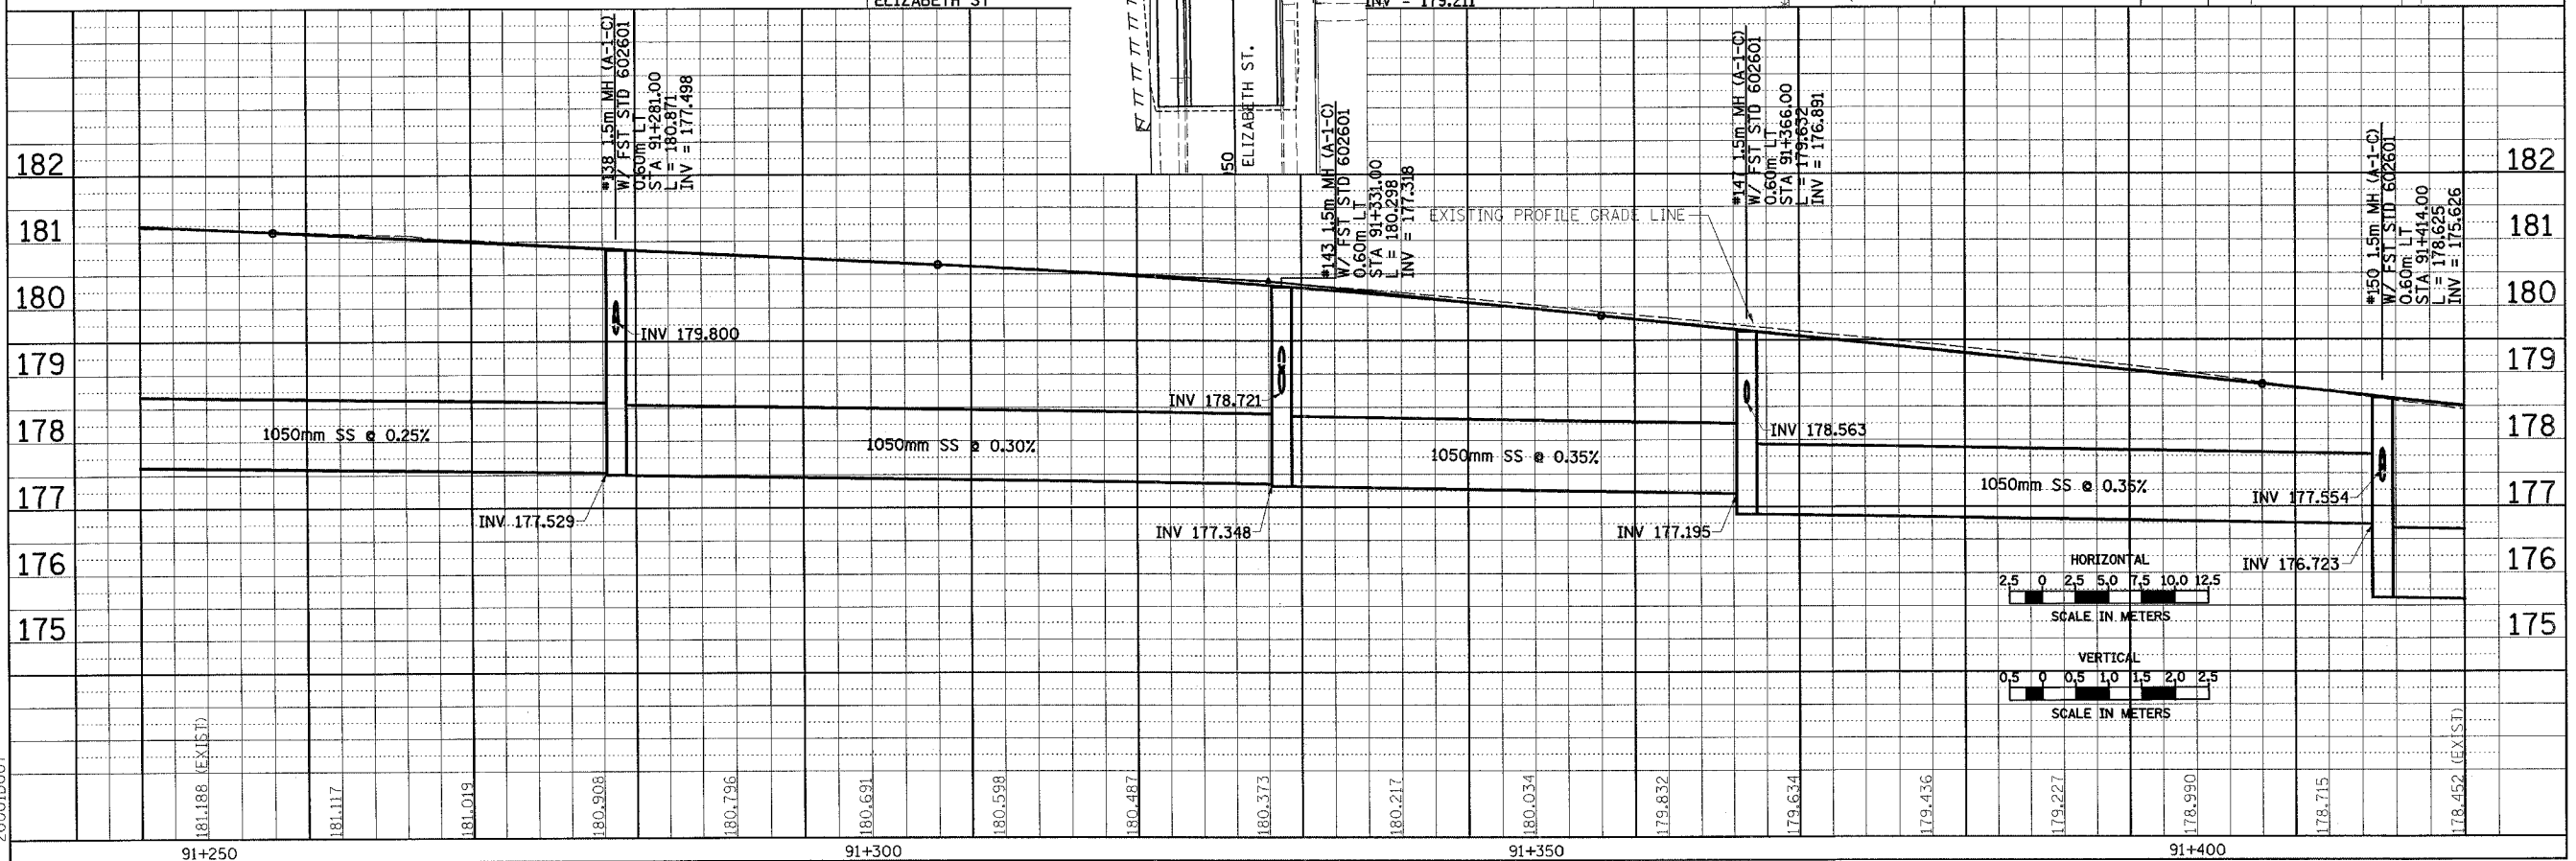 ELIZABETH ST
INV = 179.211
ELIZABETH ST.
50
#138 1.5m MH (A-1-C)
W/ FST STD 602601
0.60m LT
STA 91+281.00
L = 180.871
INV = 177.498
#143 1.5m MH (A-1-C)
W/ FST STD 602601
0.60m LT
STA 91+331.00
L = 180.298
INV = 177.318
#147 1.5m MH (A-1-C)
W/ FST STD 602601
0.60m LT
STA 91+366.00
L = 179.632
INV = 176.891
#150 1.5m MH (A-1-C)
W/ FST STD 602601
0.60m LT
STA 91+414.00
L = 178.625
INV = 175.626
EXISTING PROFILE GRADE LINE
182
181
180
179
178
177
176
175
182
181
180
179
178
177
176
175
INV 179.800
INV 178.721
INV 178.563
INV 177.554
1050mm SS @ 0.25%
1050mm SS @ 0.30%
1050mm SS @ 0.35%
1050mm SS @ 0.35%
INV 177.529
INV 177.348
INV 177.195
INV 176.723
HORIZONTAL
2.5 0 2.5 5.0 7.5 10.0 12.5
SCALE IN METERS
VERTICAL
0.5 0 0.5 1.0 1.5 2.0 2.5
SCALE IN METERS
181.188 (EXIST)
181.117
181.019
180.908
180.796
180.691
180.598
180.487
180.373
180.217
180.034
179.832
179.634
179.436
179.227
178.990
178.715
178.452 (EXIST)
91+250
91+300
91+350
91+400